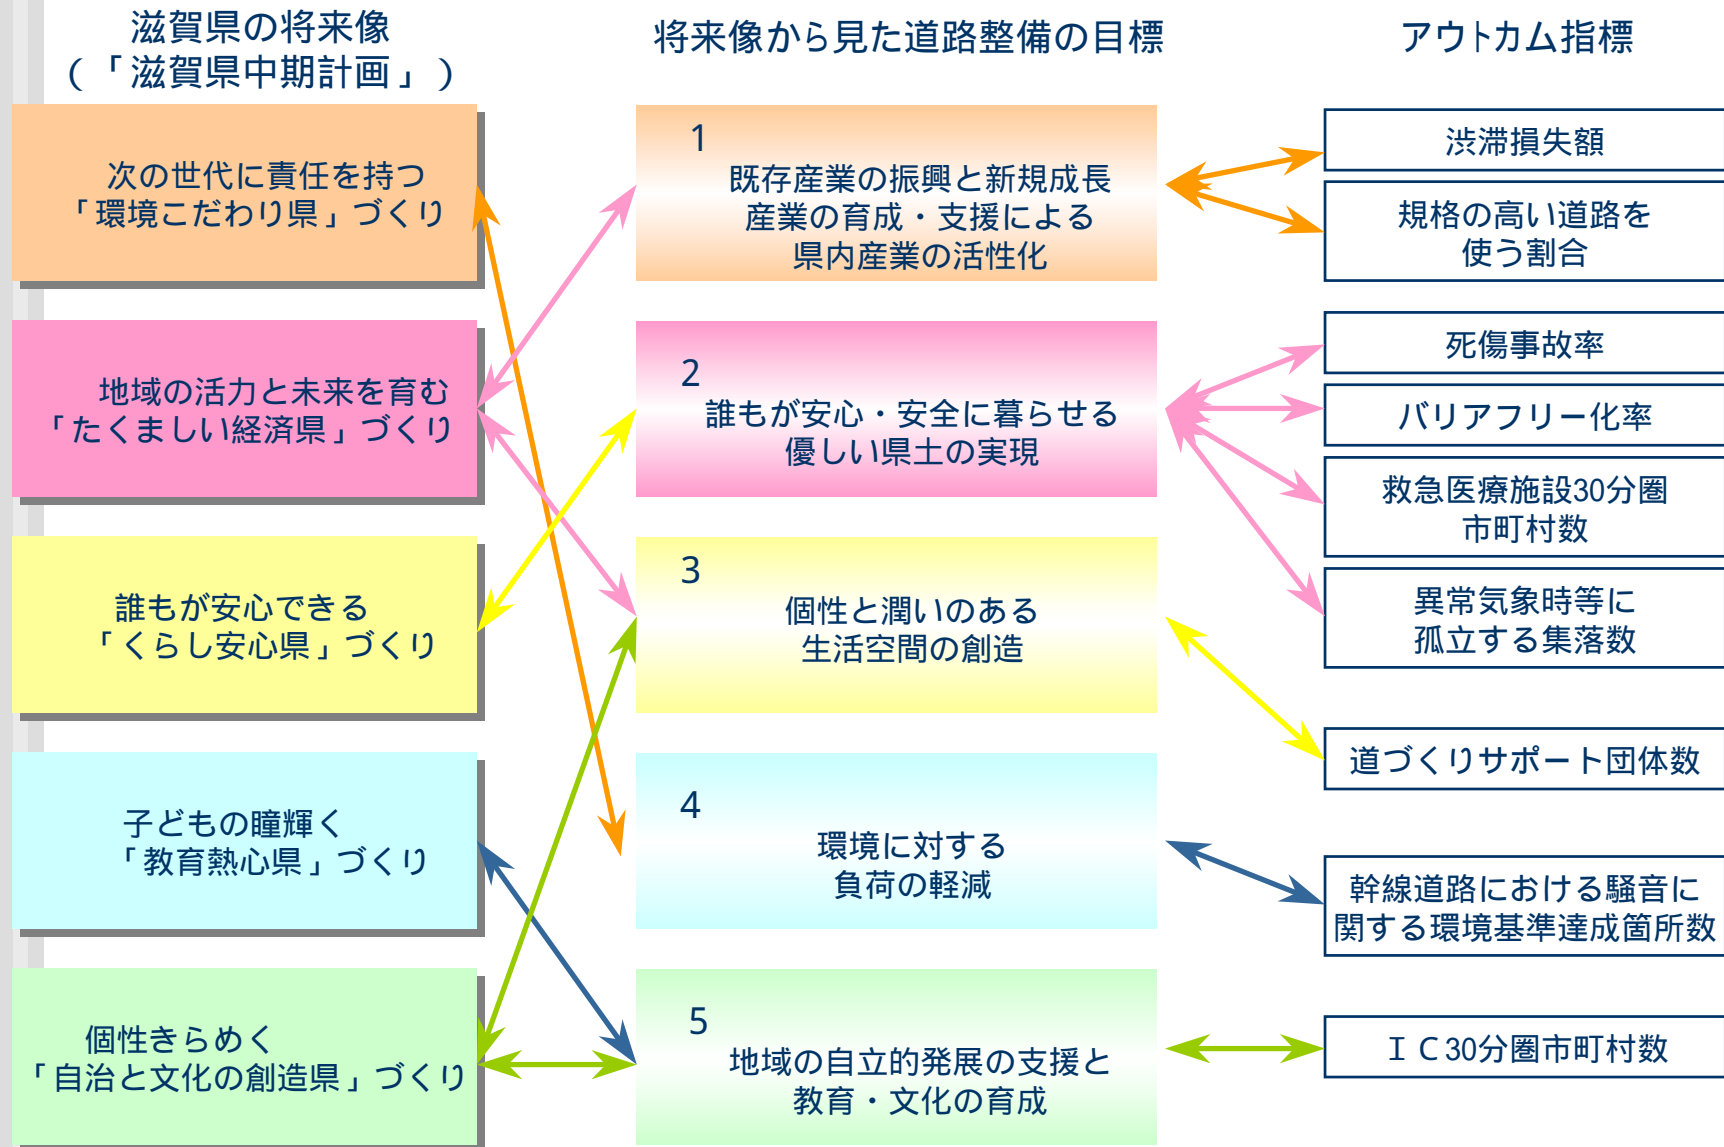 滋賀県の将来像
（「滋賀県中期計画」）
次の世代に責任を持つ
「環境こだわり県」づくり
地域の活力と未来を育む
「たくましい経済県」づくり
誰もが安心できる
「くらし安心県」づくり
子どもの瞳輝く
「教育熱心県」づくり
個性きらめく
「自治と文化の創造県」づくり
将来像から見た道路整備の目標
1
既存産業の振興と新規成長
産業の育成・支援による
県内産業の活性化
2
誰もが安心・安全に暮らせる
優しい県土の実現
3
個性と潤いのある
生活空間の創造
4
環境に対する
負荷の軽減
5
地域の自立的発展の支援と
教育・文化の育成
アウトカム指標
渋滞損失額
規格の高い道路を
使う割合
死傷事故率
バリアフリー化率
救急医療施設30分圏
市町村数
異常気象時等に
孤立する集落数
道づくりサポート団体数
幹線道路における騒音に
関する環境基準達成箇所数
ＩＣ30分圏市町村数